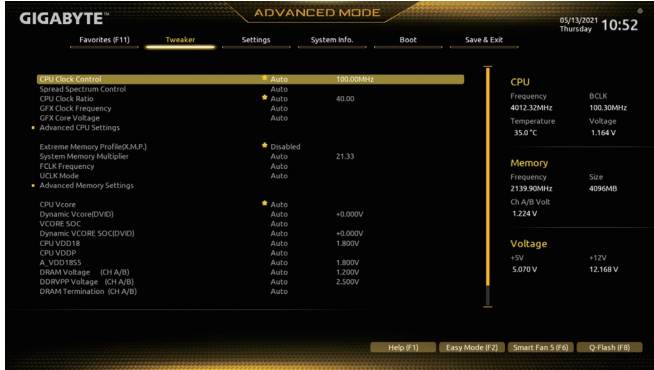 GIGABYTE™
ADVANCED MODE
05/13/2021 Thursday 10:52
Favorites (F11) Tweaker Settings System Info. Boot Save & Exit
CPU Clock Control Auto 100.00MHz
Spread Spectrum Control Auto
CPU Clock Ratio Auto 40.00
GFX Clock Frequency Auto
GFX Core Voltage Auto
Advanced CPU Settings
Extreme Memory Profile(X.M.P.) Disabled
System Memory Multiplier Auto 21.33
FCLK Frequency Auto
UCLK Mode Auto
Advanced Memory Settings
CPU Vcore Auto
Dynamic Vcore(DVID) Auto +0.000V
VCORE SOC Auto
Dynamic VCORE SOC(DVID) Auto +0.000V
CPU VDD18 Auto 1.800V
CPU VDDP Auto
A_VDD18S5 Auto 1.800V
DRAM Voltage (CH A/B) Auto 1.200V
DDRVPP Voltage (CH A/B) Auto 2.500V
DRAM Termination (CH A/B) Auto
CPU
Frequency BCLK
4012.32MHz 100.30MHz
Temperature Voltage
35.0 °C 1.164 V
Memory
Frequency Size
2139.90MHz 4096MB
Ch A/B Volt
1.224 V
Voltage
+5V +12V
5.070 V 12.168 V
Help (F1) Easy Mode (F2) Smart Fan 5 (F6) Q-Flash (F8)